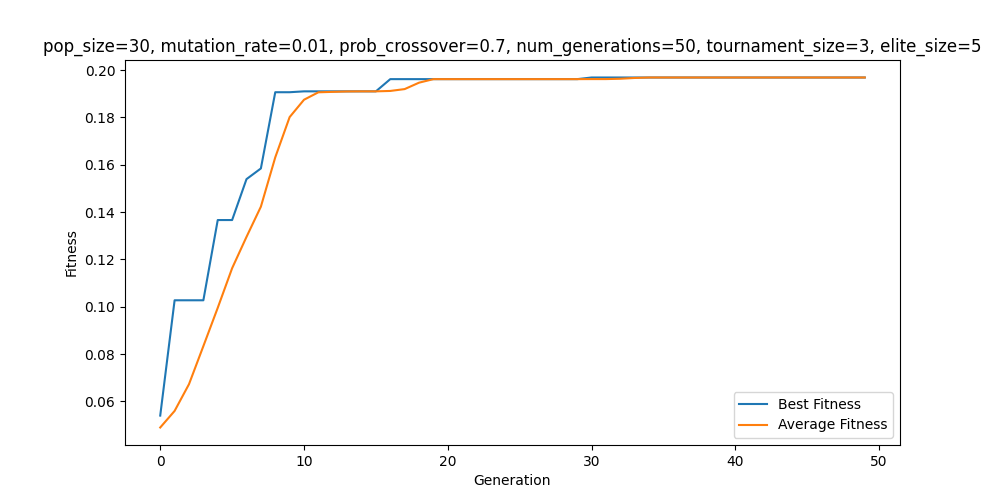 pop_size=30, mutation_rate=0.01, prob_crossover=0.7, num_generations=50, tournament_size=3, elite_size=5
0.20
0.18
0.16
0.14
0.12
0.10
0.08
0.06
Fitness
Best Fitness
Average Fitness
0 10 20 30 40 50
Generation